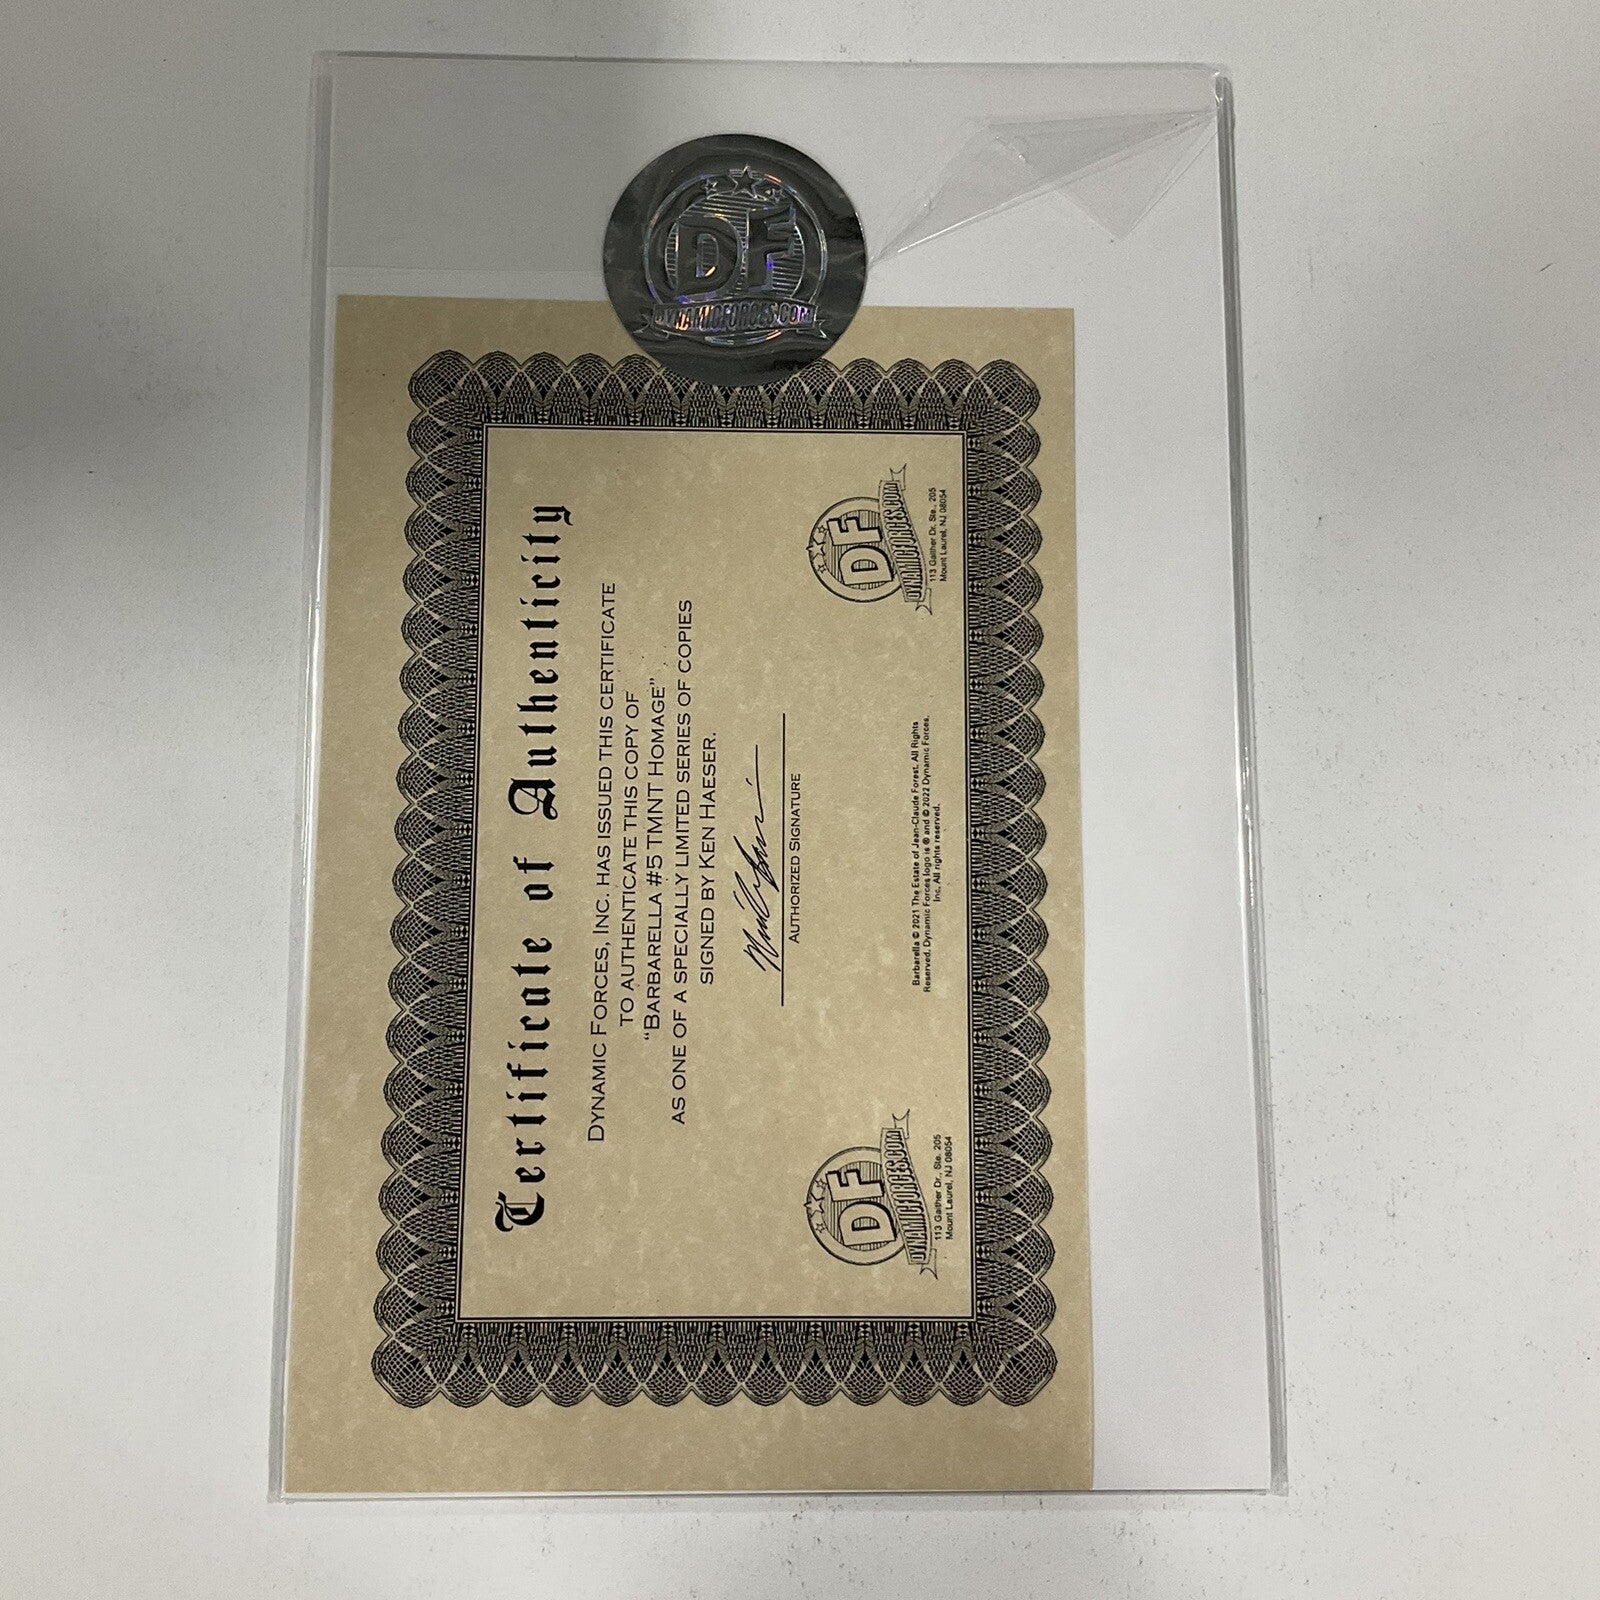 DF
DYNAMICFORCES.COM
Certificate of Authenticity
DYNAMIC FORCES, INC. HAS ISSUED THIS CERTIFICATE
TO AUTHENTICATE THIS COPY OF
"BARBARELLA #5 TMNT HOMAGE"
AS ONE OF A SPECIALLY LIMITED SERIES OF COPIES
SIGNED BY KEN HAESER.
AUTHORIZED SIGNATURE
DF
DYNAMICFORCES.COM
113 Gaither Dr., Ste. 205
Mount Laurel, NJ 08054
Barbarella © 2021 The Estate of Jean-Claude Forest. All Rights
Reserved. Dynamic Forces logo is ® and © 2022 Dynamic Forces,
Inc. All rights reserved.
DF
DYNAMICFORCES.COM
113 Gaither Dr. Ste. 205
Mount Laurel, NJ 08054